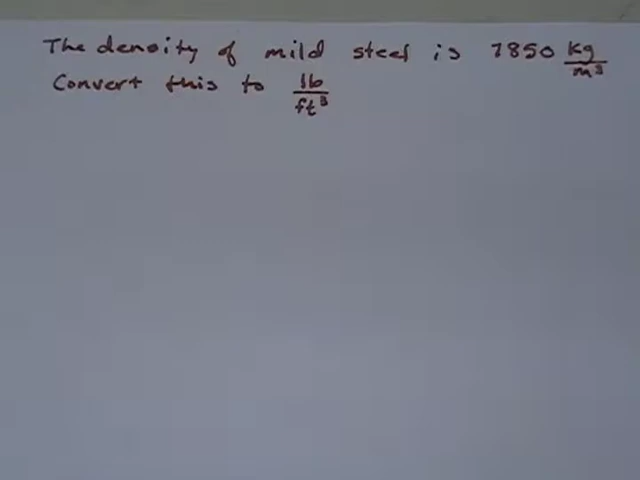 The density of mild steel is 7850 kg/m³
Convert this to lb/ft³